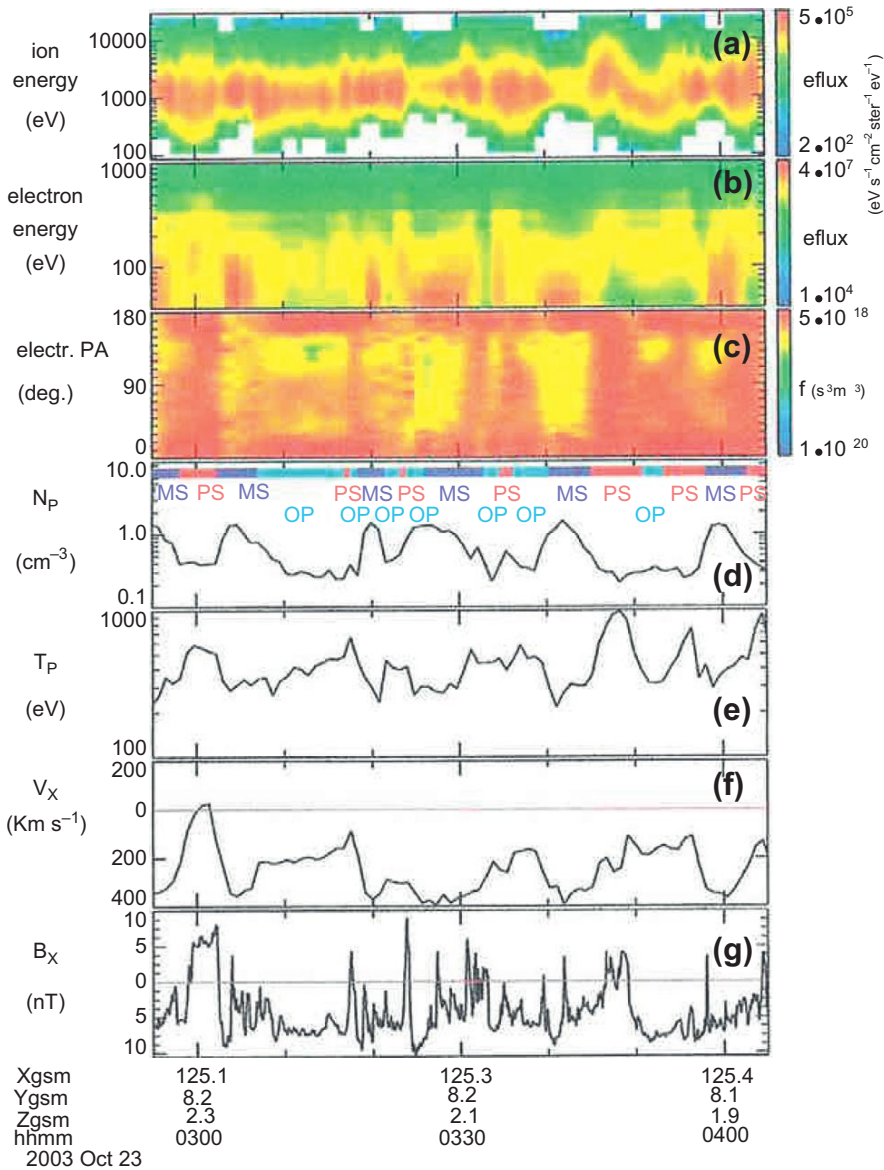 ion
energy
(eV)
10000
1000
100
(a)
5•10⁵
eflux
2•10²
(eV s⁻¹cm⁻² ster⁻¹ ev⁻¹)
electron
energy
(eV)
1000
100
(b)
4•10⁷
eflux
1•10⁴
electr. PA
(deg.)
180
90
0
(c)
5•10 18
f (s³m ³)
1•10 20
N_P
(cm⁻³)
10.0
1.0
0.1
MS PS MS PS MS PS MS PS MS PS PS MS PS
OP OP OP OP OP OP OP
(d)
T_P
(eV)
1000
100
(e)
V_X
(Km s⁻¹)
200
0
200
400
(f)
B_X
(nT)
10
5
0
5
10
(g)
Xgsm 125.1 125.3 125.4
Ygsm 8.2 8.2 8.1
Zgsm 2.3 2.1 1.9
hhmm 0300 0330 0400
2003 Oct 23